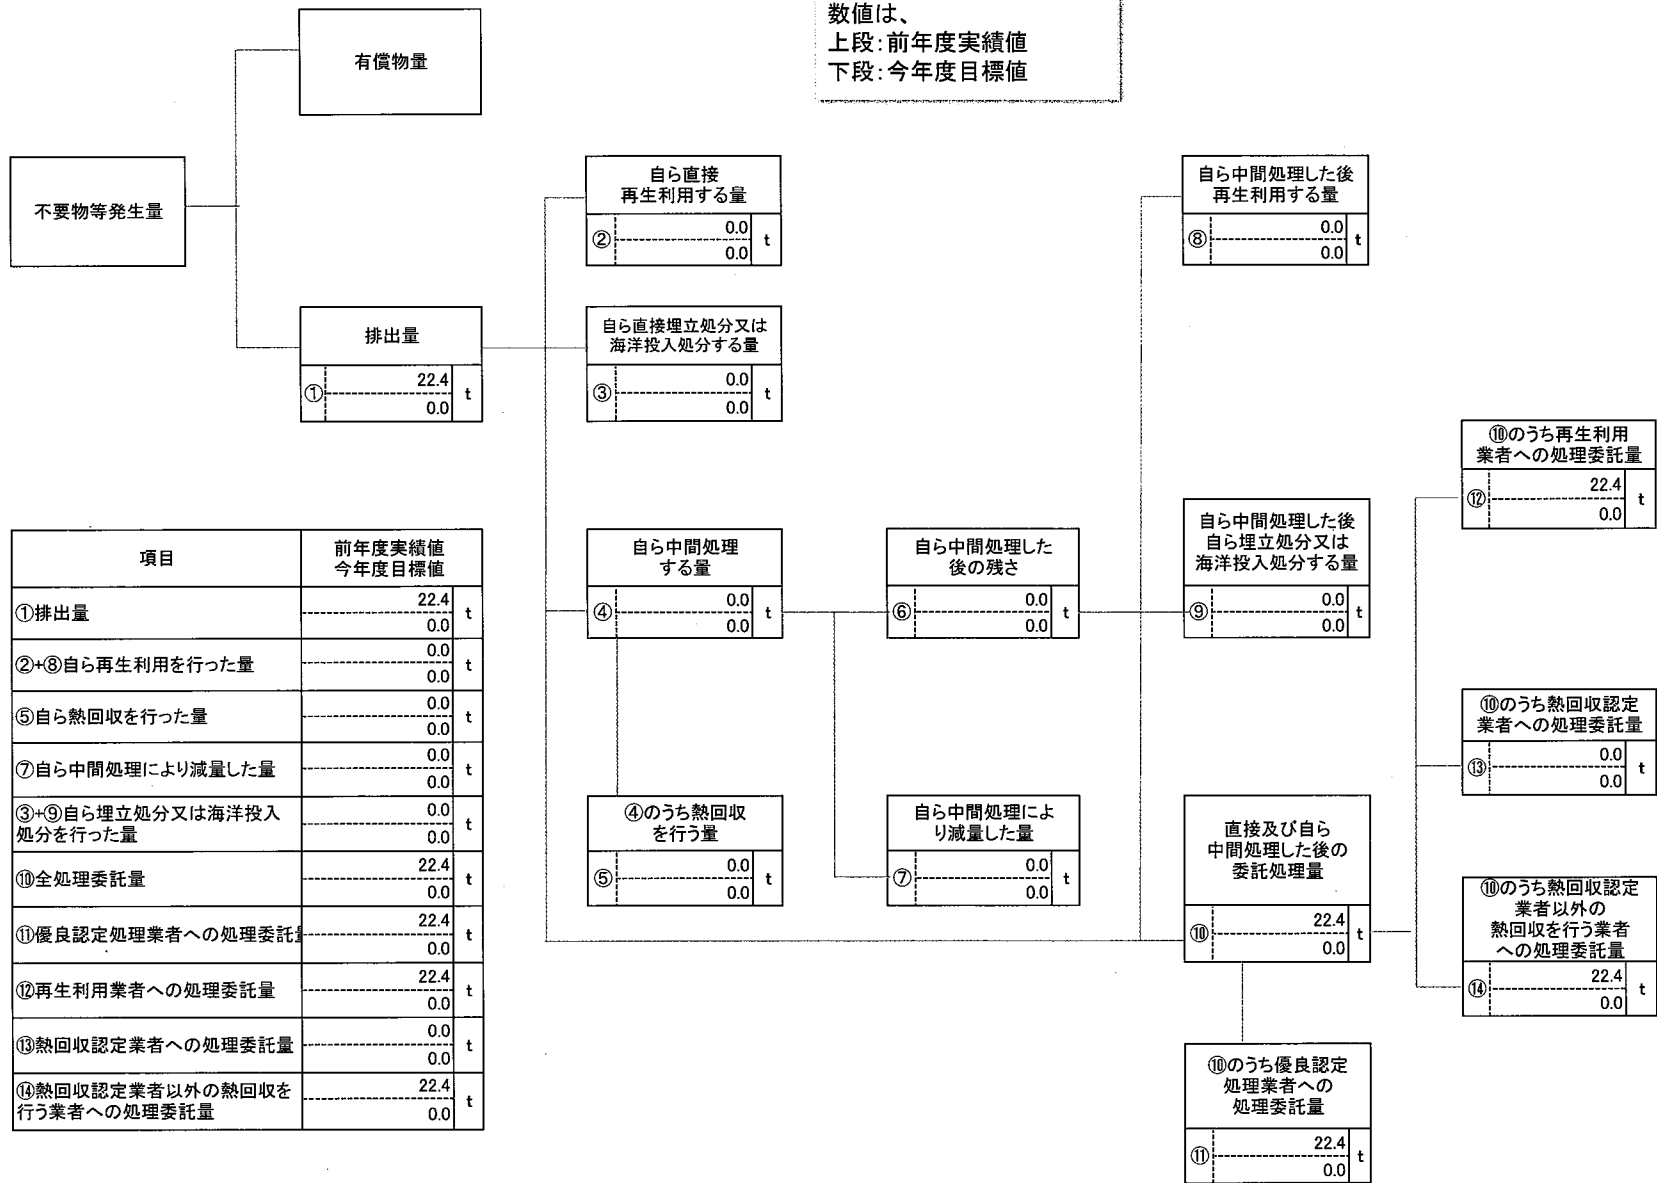 数値は、
上段:前年度実績値
下段:今年度目標値
有償物量
不要物等発生量
排出量
①
22.4
0.0
t
自ら直接
再生利用する量
②
0.0
0.0
t
自ら直接埋立処分又は
海洋投入処分する量
③
0.0
0.0
t
自ら中間処理
する量
④
0.0
0.0
t
④のうち熱回収
を行う量
⑤
0.0
0.0
t
自ら中間処理した
後の残さ
⑥
0.0
0.0
t
自ら中間処理によ
り減量した量
⑦
0.0
0.0
t
自ら中間処理した後
再生利用する量
⑧
0.0
0.0
t
自ら中間処理した後
自ら埋立処分又は
海洋投入処分する量
⑨
0.0
0.0
t
直接及び自ら
中間処理した後の
委託処理量
⑩
22.4
0.0
t
⑩のうち優良認定
処理業者への
処理委託量
⑪
22.4
0.0
t
⑩のうち再生利用
業者への処理委託量
⑫
22.4
0.0
t
⑩のうち熱回収認定
業者への処理委託量
⑬
0.0
0.0
t
⑩のうち熱回収認定
業者以外の
熱回収を行う業者
への処理委託量
⑭
22.4
0.0
t
項目
前年度実績値
今年度目標値
①排出量
22.4
0.0
t
②+⑧自ら再生利用を行った量
0.0
0.0
t
⑤自ら熱回収を行った量
0.0
0.0
t
⑦自ら中間処理により減量した量
0.0
0.0
t
③+⑨自ら埋立処分又は海洋投入
処分を行った量
0.0
0.0
t
⑩全処理委託量
22.4
0.0
t
⑪優良認定処理業者への処理委託
22.4
0.0
t
⑫再生利用業者への処理委託量
22.4
0.0
t
⑬熱回収認定業者への処理委託量
0.0
0.0
t
⑭熱回収認定業者以外の熱回収を
行う業者への処理委託量
22.4
0.0
t